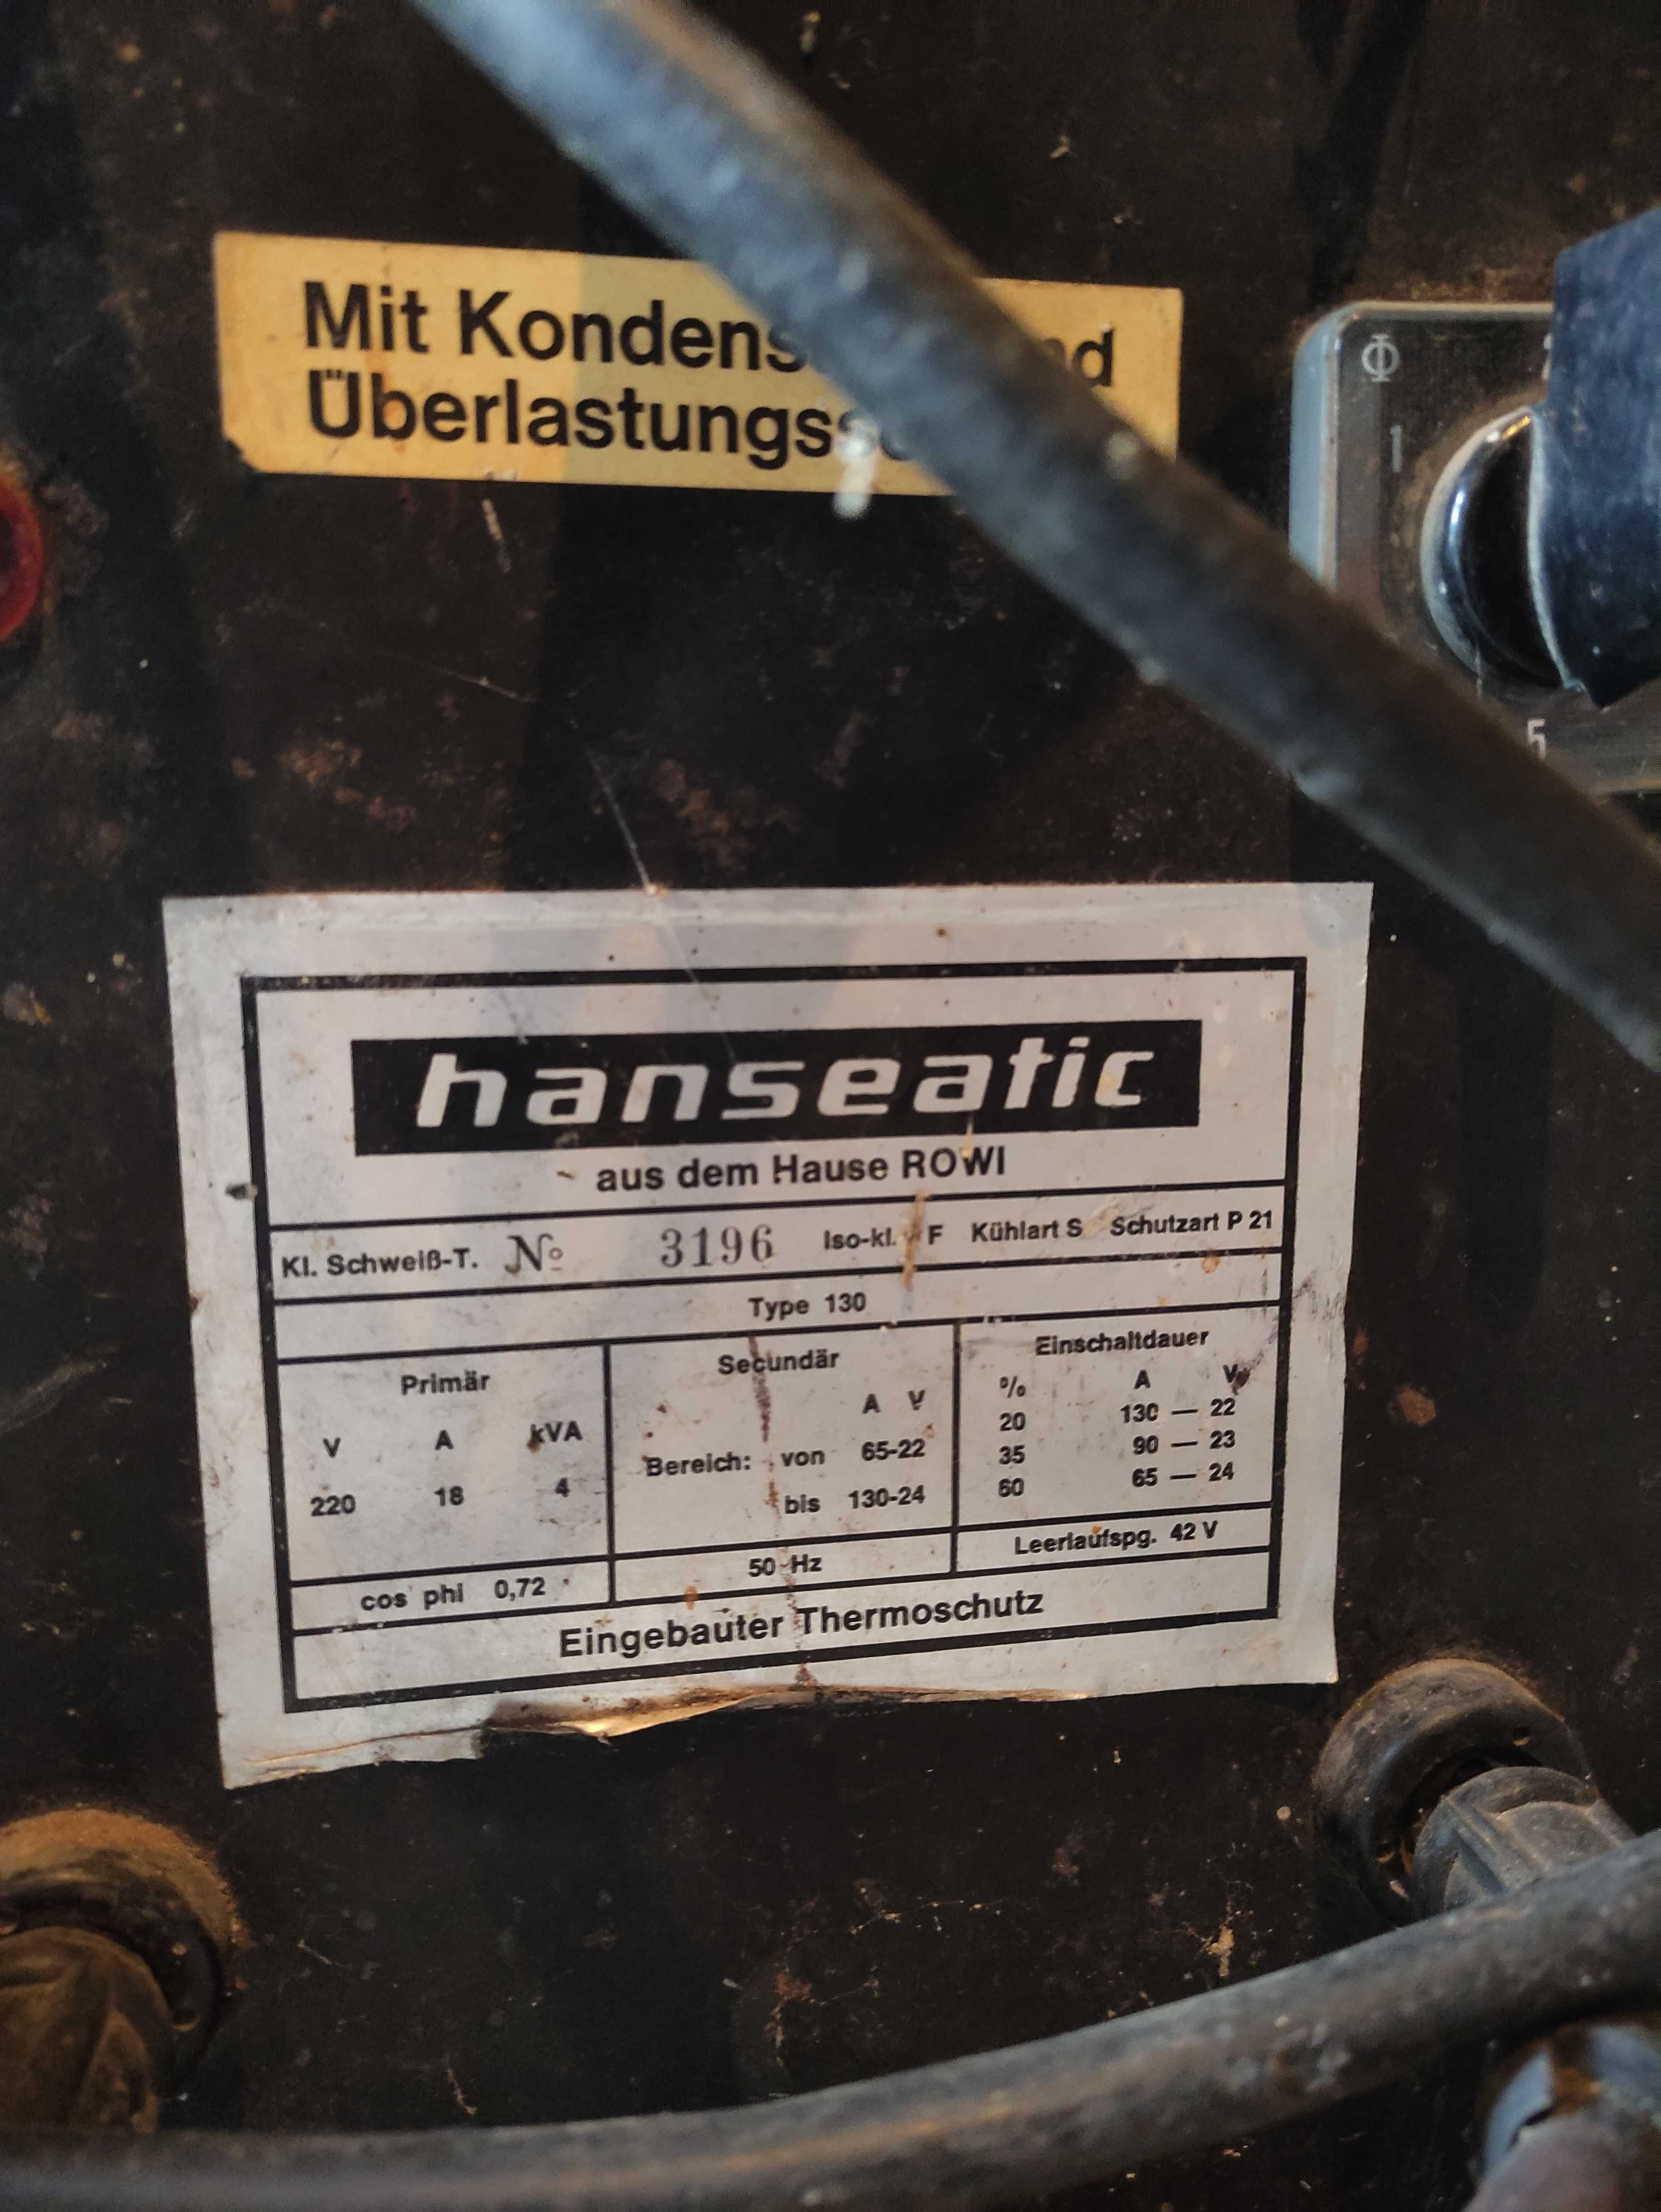 Mit Kondens
Überlastungs
Φ
1
5
hanseatic
aus dem Hause ROWI
Kl. Schweiß-T. № 3196 Iso-kl. F Kühlart S Schutzart P 21
Type 130
Primär
V A kVA
220 18 4
cos phi 0,72
Secundär
A V
Bereich: von 65-22
bis 130-24
50 Hz
Einschaltdauer
% A V
20 130 — 22
35 90 — 23
60 65 — 24
Leerlaufspg. 42 V
Eingebauter Thermoschutz